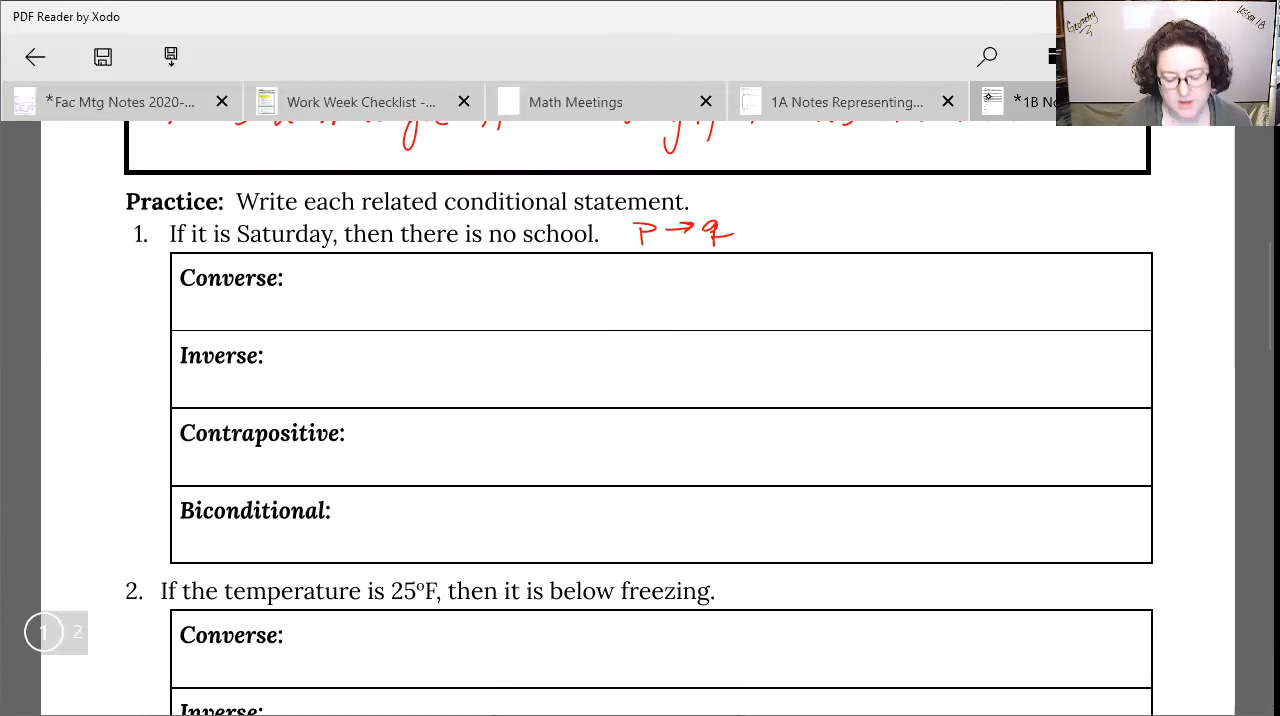 PDF Reader by Xodo
*Fac Mtg Notes 2020-...
Work Week Checklist -...
Math Meetings
1A Notes Representing...
*1B No
Geometry
Lesson 1B
Practice: Write each related conditional statement.
1. If it is Saturday, then there is no school. p → q
Converse:
Inverse:
Contrapositive:
Biconditional:
2. If the temperature is 25°F, then it is below freezing.
1 2
Converse:
Inverse: